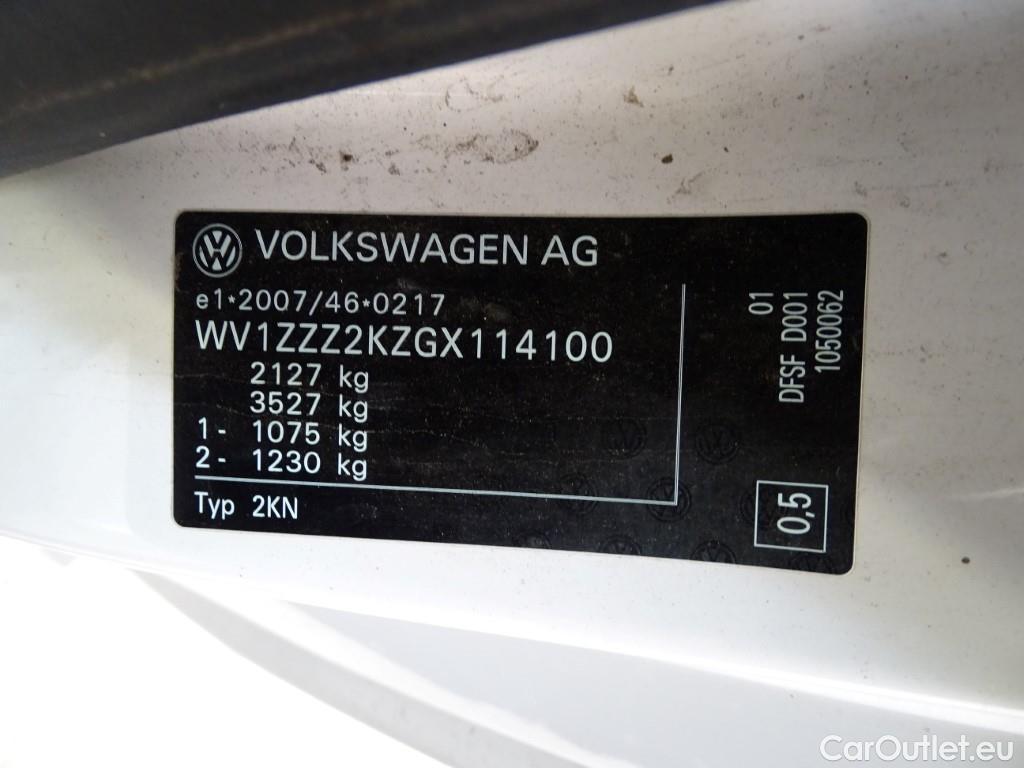 VOLKSWAGEN AG
e1*2007/46*0217
WV1ZZZ2KZGX114100
2127 kg
3527 kg
1- 1075 kg
2- 1230 kg
Typ 2KN
01
DFSF D001
1050062
0,5
CarOutlet.eu